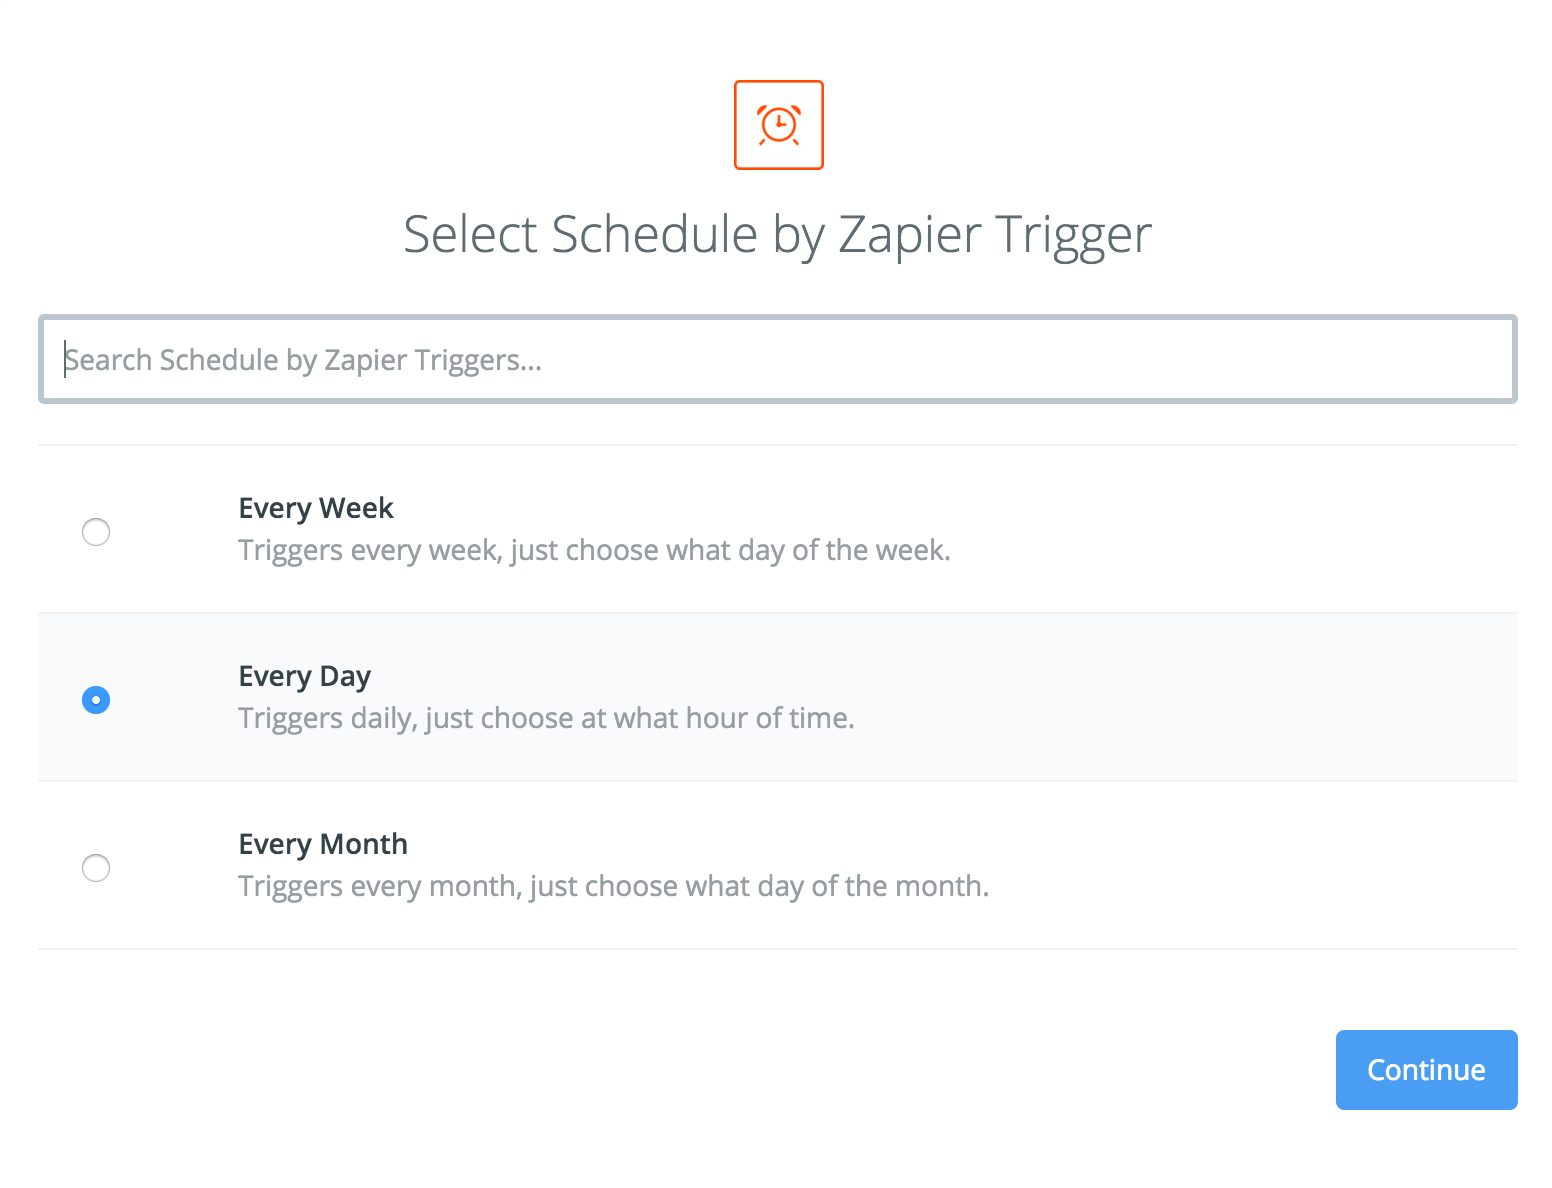 Select Schedule by Zapier Trigger
Search Schedule by Zapier Triggers...
Every Week
Triggers every week, just choose what day of the week.
Every Day
Triggers daily, just choose at what hour of time.
Every Month
Triggers every month, just choose what day of the month.
Continue